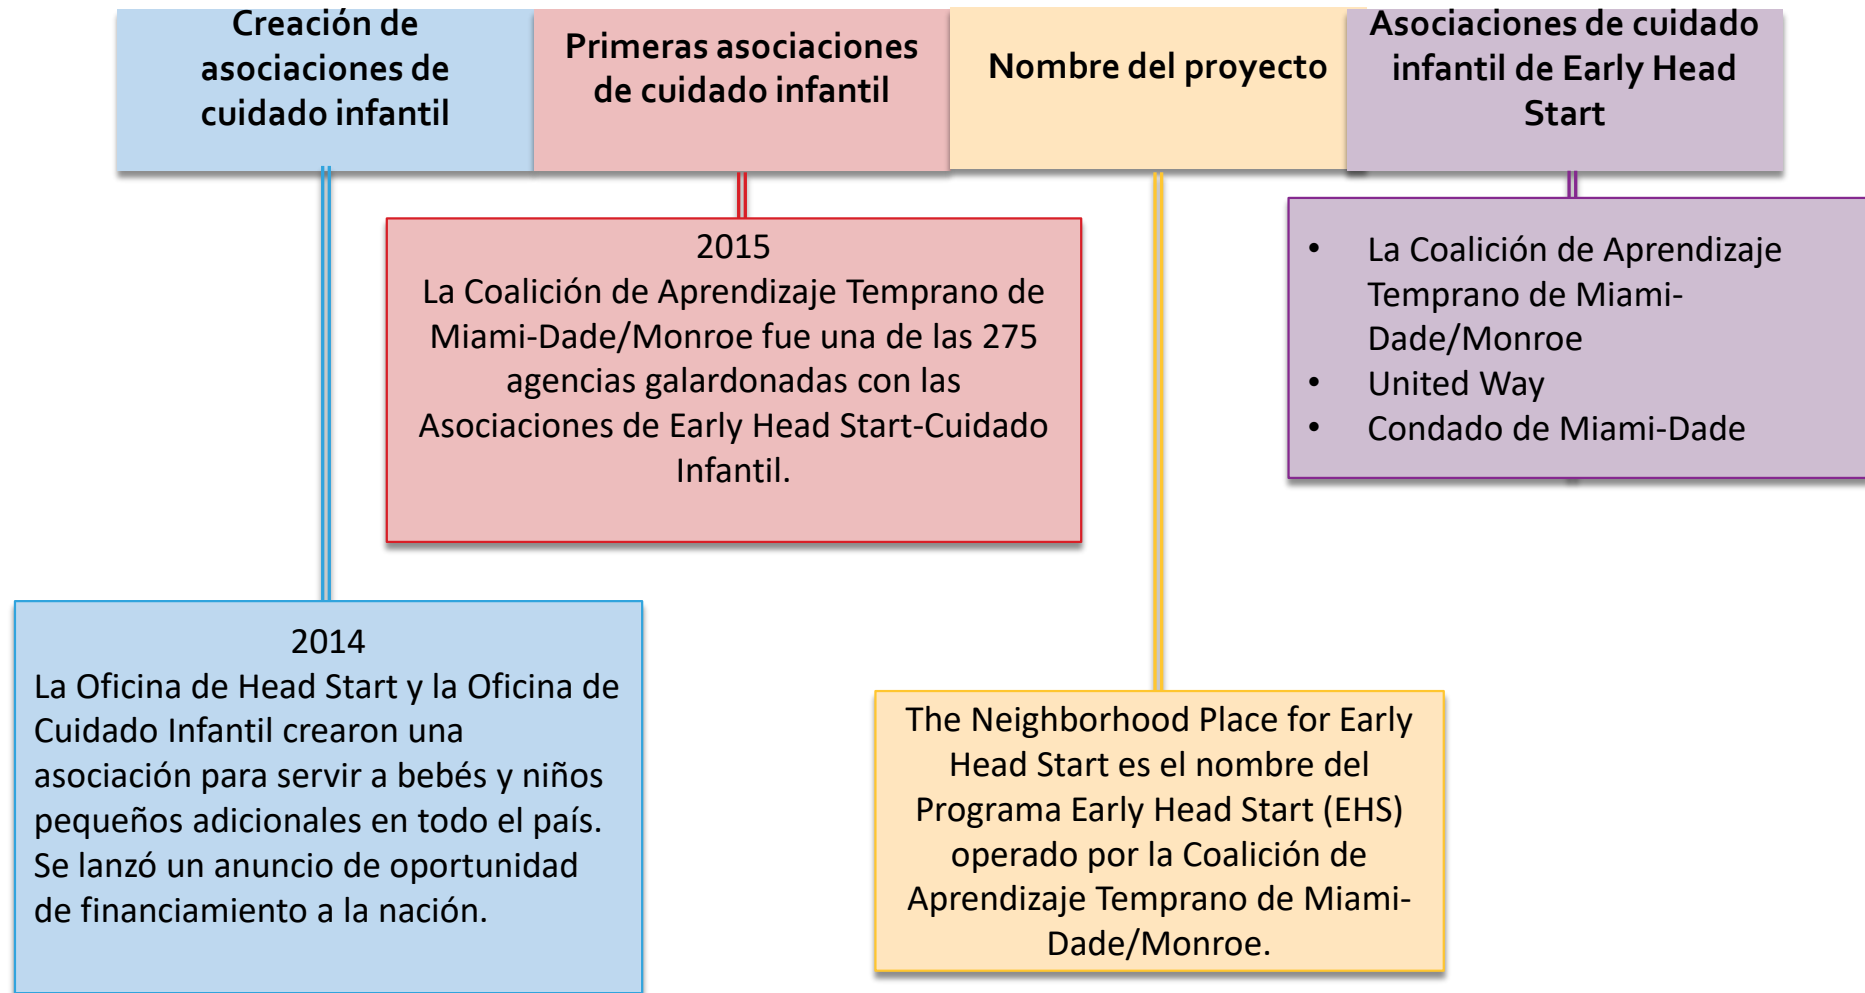 Creación de
asociaciones de
cuidado infantil
Primeras asociaciones
de cuidado infantil
Nombre del proyecto
Asociaciones de cuidado
infantil de Early Head
Start
2015
La Coalición de Aprendizaje Temprano de
Miami-Dade/Monroe fue una de las 275
agencias galardonadas con las
Asociaciones de Early Head Start-Cuidado
Infantil.
• La Coalición de Aprendizaje
Temprano de Miami-
Dade/Monroe
• United Way
• Condado de Miami-Dade
2014
La Oficina de Head Start y la Oficina de
Cuidado Infantil crearon una
asociación para servir a bebés y niños
pequeños adicionales en todo el país.
Se lanzó un anuncio de oportunidad
de financiamiento a la nación.
The Neighborhood Place for Early
Head Start es el nombre del
Programa Early Head Start (EHS)
operado por la Coalición de
Aprendizaje Temprano de Miami-
Dade/Monroe.